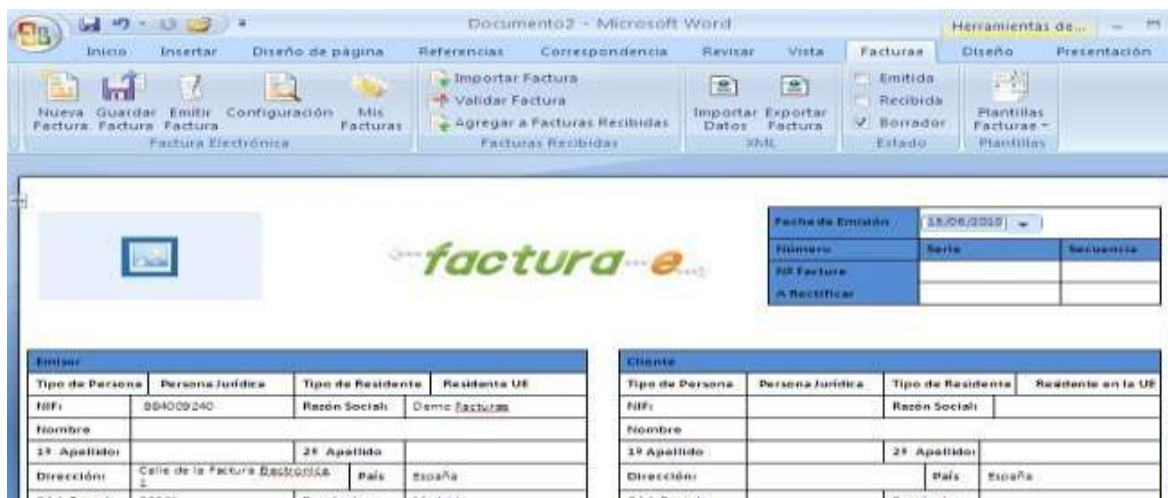 Documento2 - Microsoft Word
Herramientas de...
Inicio Insertar Diseño de página Referencias Correspondencia Revisar Vista Facturae Diseño Presentación
Nueva Factura
Guardar Factura
Emitir Factura
Configuración
Mis Facturas
Factura Electrónica
Importar Factura
Validar Factura
Agregar a Facturas Recibidas
Facturas Recibidas
Importar Datos
Exportar Factura
XML
Emitida
Recibida
Borrador
Estado
Plantillas Facturae
Plantillas
factura e
Fecha de Emisión 15/06/2010
Número Serie Secuencia
Nº Factura
A Rectificar
Emisor
Tipo de Persona Persona Jurídica Tipo de Residente Residente UE
NIF: Razón Social: Demo Facturas
Nombre
1º Apellido: 2º Apellido
Dirección: Calle de la Factura Electronica País España
Cliente
Tipo de Persona Persona Jurídica Tipo de Residente Residente en la UE
NIF: Razón Social:
Nombre
1º Apellido 2º Apellido:
Dirección: País España